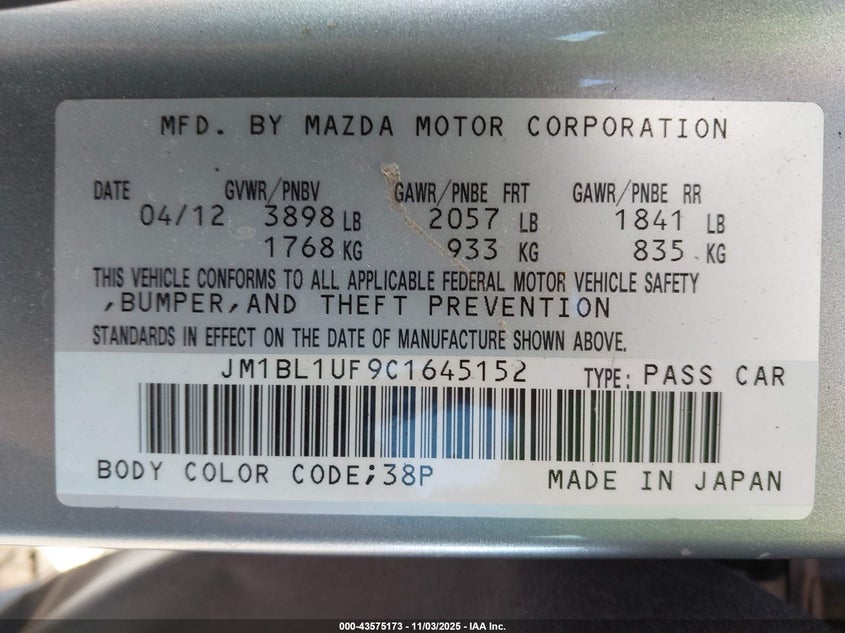 MFD. BY MAZDA MOTOR CORPORATION
DATE GVWR/PNBV GAWR/PNBE FRT GAWR/PNBE RR
04/12 3898 LB 2057 LB 1841 LB
1768 KG 933 KG 835 KG
THIS VEHICLE CONFORMS TO ALL APPLICABLE FEDERAL MOTOR VEHICLE SAFETY
,BUMPER,AND THEFT PREVENTION
STANDARDS IN EFFECT ON THE DATE OF MANUFACTURE SHOWN ABOVE.
JM1BL1UF9C1645152 TYPE: PASS CAR
BODY COLOR CODE;38P MADE IN JAPAN
000-43575173 - 11/03/2025 - IAA Inc.